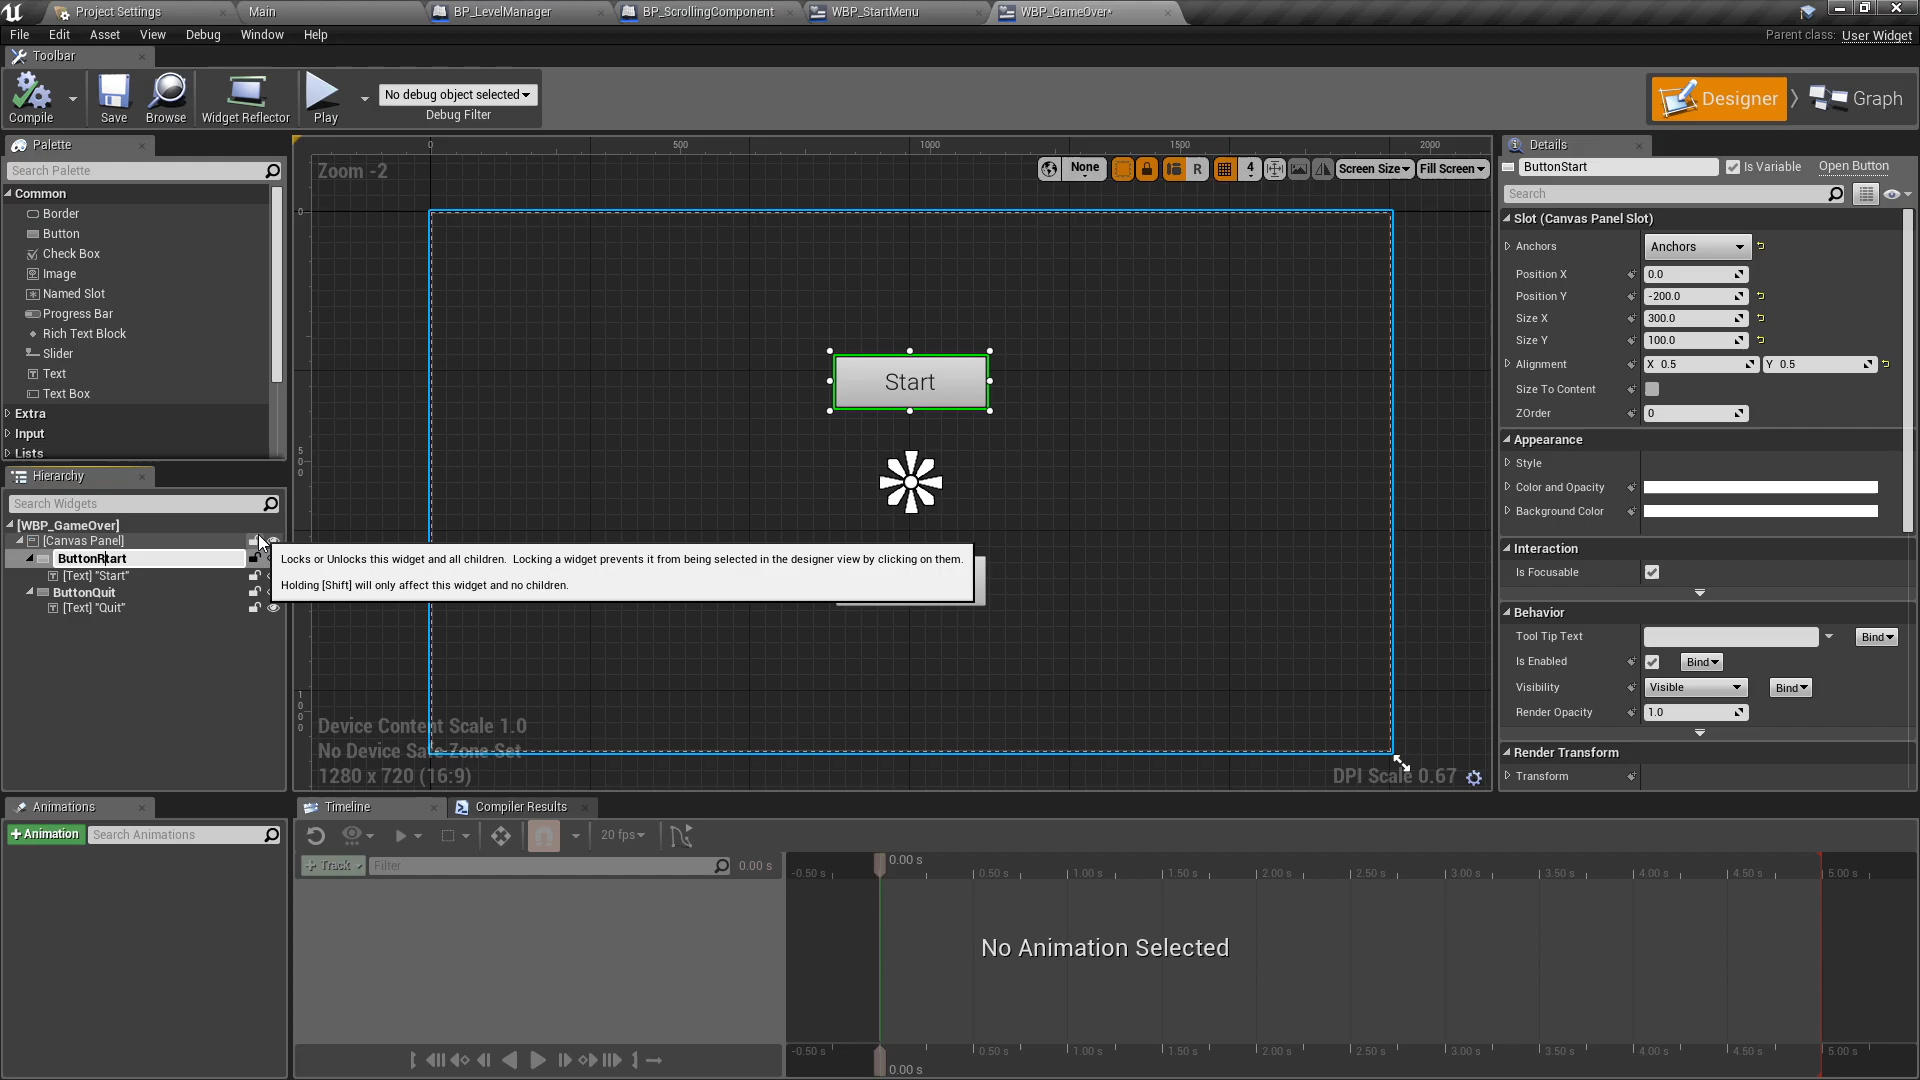 Project Settings
Main
BP_LevelManager
BP_ScrollingComponent
WBP_StartMenu
WBP_GameOver*
File Edit Asset View Debug Window Help
Parent class: User Widget
Toolbar
Compile
Save
Browse
Widget Reflector
Play
No debug object selected
Debug Filter
Designer
Graph
Palette
Search Palette
Common
Border
Button
Check Box
Image
Named Slot
Progress Bar
Rich Text Block
Slider
Text
Text Box
Extra
Input
Lists
Hierarchy
Search Widgets
[WBP_GameOver]
[Canvas Panel]
ButtonRtart
[Text] "Start"
ButtonQuit
[Text] "Quit"
Zoom -2
0 500 1000 1500 2000
0
500
1000
None
R
4
Screen Size
Fill Screen
Start
Locks or Unlocks this widget and all children. Locking a widget prevents it from being selected in the designer view by clicking on them.
Holding [Shift] will only affect this widget and no children.
Device Content Scale 1.0
No Device Safe Zone Set
1280 x 720 (16:9)
DPI Scale 0.67
Details
ButtonStart
Is Variable
Open Button
Search
Slot (Canvas Panel Slot)
Anchors Anchors
Position X 0.0
Position Y -200.0
Size X 300.0
Size Y 100.0
Alignment X 0.5 Y 0.5
Size To Content
ZOrder 0
Appearance
Style
Color and Opacity
Background Color
Interaction
Is Focusable
Behavior
Tool Tip Text Bind
Is Enabled Bind
Visibility Visible Bind
Render Opacity 1.0
Render Transform
Transform
Animations
+Animation
Search Animations
Timeline
Compiler Results
20 fps
+ Track
Filter
0.00 s
0.00 s
-0.50 s 0.50 s 1.00 s 1.50 s 2.00 s 2.50 s 3.00 s 3.50 s 4.00 s 4.50 s 5.00 s
No Animation Selected
-0.50 s 0.50 s 1.00 s 1.50 s 2.00 s 2.50 s 3.00 s 3.50 s 4.00 s 4.50 s 5.00 s
0.00 s